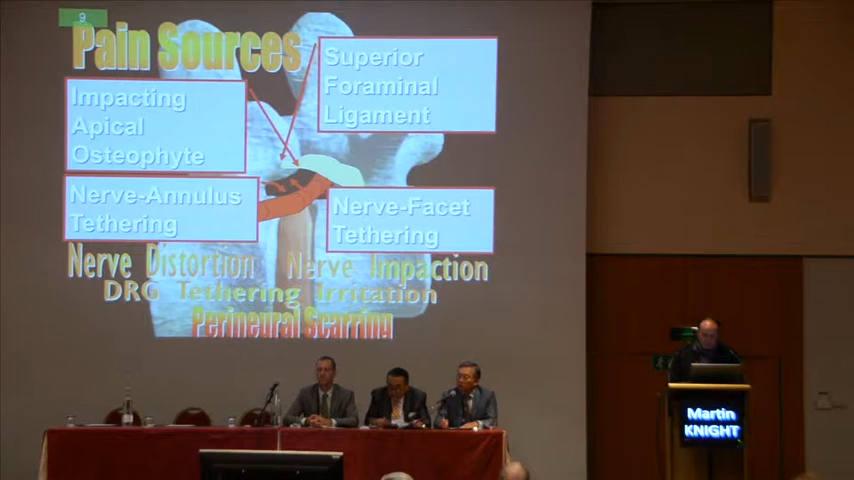 9
Pain Sources
Superior
Foraminal
Ligament
Impacting
Apical
Osteophyte
Nerve-Annulus
Tethering
Nerve-Facet
Tethering
Nerve Distortion Nerve Impaction
DRG Tethering Irritation
Perineural Scarring
Martin
KNIGHT